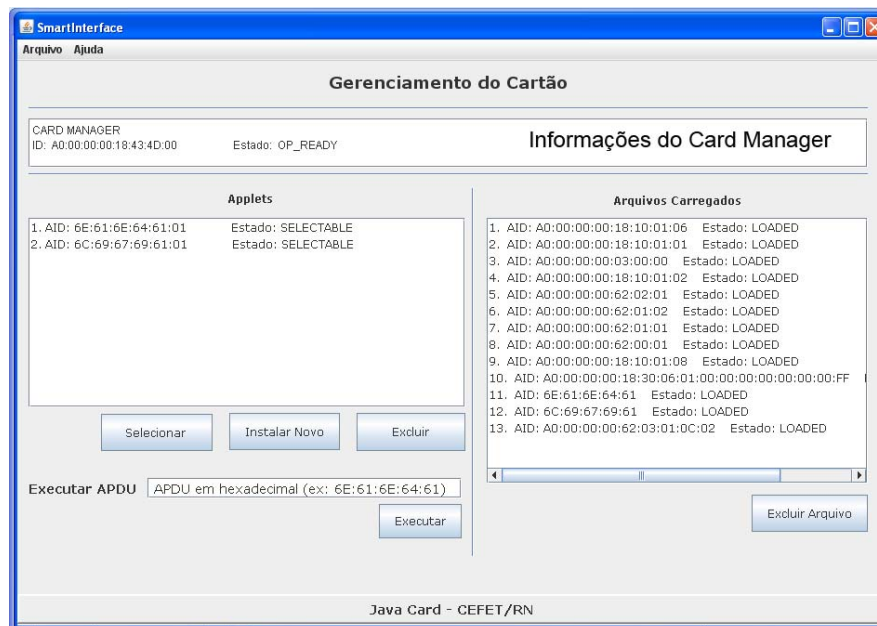 SmartInterface
Arquivo Ajuda
Gerenciamento do Cartão
CARD MANAGER
ID: A0:00:00:00:18:43:4D:00 Estado: OP_READY
Informações do Card Manager
Applets
1. AID: 6E:61:6E:64:61:01 Estado: SELECTABLE
2. AID: 6C:69:67:69:61:01 Estado: SELECTABLE
Selecionar Instalar Novo Excluir
Executar APDU APDU em hexadecimal (ex: 6E:61:6E:64:61)
Executar
Arquivos Carregados
1. AID: A0:00:00:00:18:10:01:06 Estado: LOADED
2. AID: A0:00:00:00:18:10:01:01 Estado: LOADED
3. AID: A0:00:00:00:03:00:00 Estado: LOADED
4. AID: A0:00:00:00:18:10:01:02 Estado: LOADED
5. AID: A0:00:00:00:62:02:01 Estado: LOADED
6. AID: A0:00:00:00:62:01:02 Estado: LOADED
7. AID: A0:00:00:00:62:01:01 Estado: LOADED
8. AID: A0:00:00:00:62:00:01 Estado: LOADED
9. AID: A0:00:00:00:18:10:01:08 Estado: LOADED
10. AID: A0:00:00:00:18:30:06:01:00:00:00:00:00:00:00:FF
11. AID: 6E:61:6E:64:61 Estado: LOADED
12. AID: 6C:69:67:69:61 Estado: LOADED
13. AID: A0:00:00:00:62:03:01:0C:02 Estado: LOADED
Excluir Arquivo
Java Card - CEFET/RN